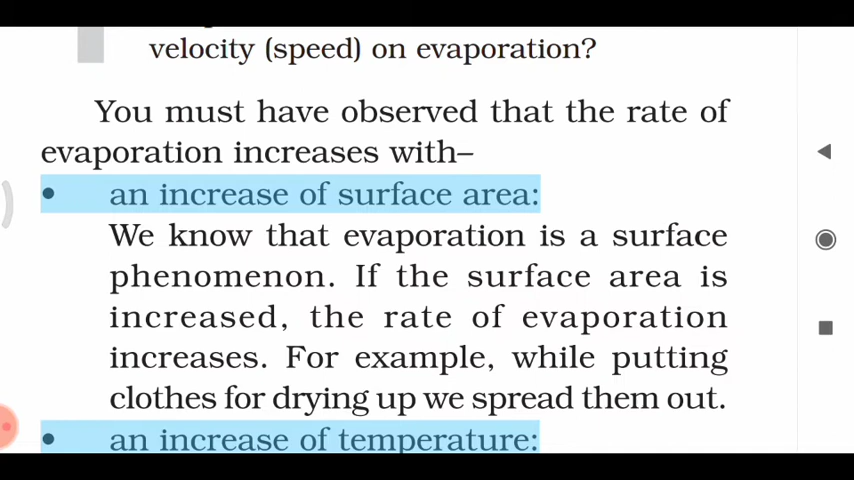 velocity (speed) on evaporation?
You must have observed that the rate of
evaporation increases with–
• an increase of surface area:
We know that evaporation is a surface
phenomenon. If the surface area is
increased, the rate of evaporation
increases. For example, while putting
clothes for drying up we spread them out.
• an increase of temperature: